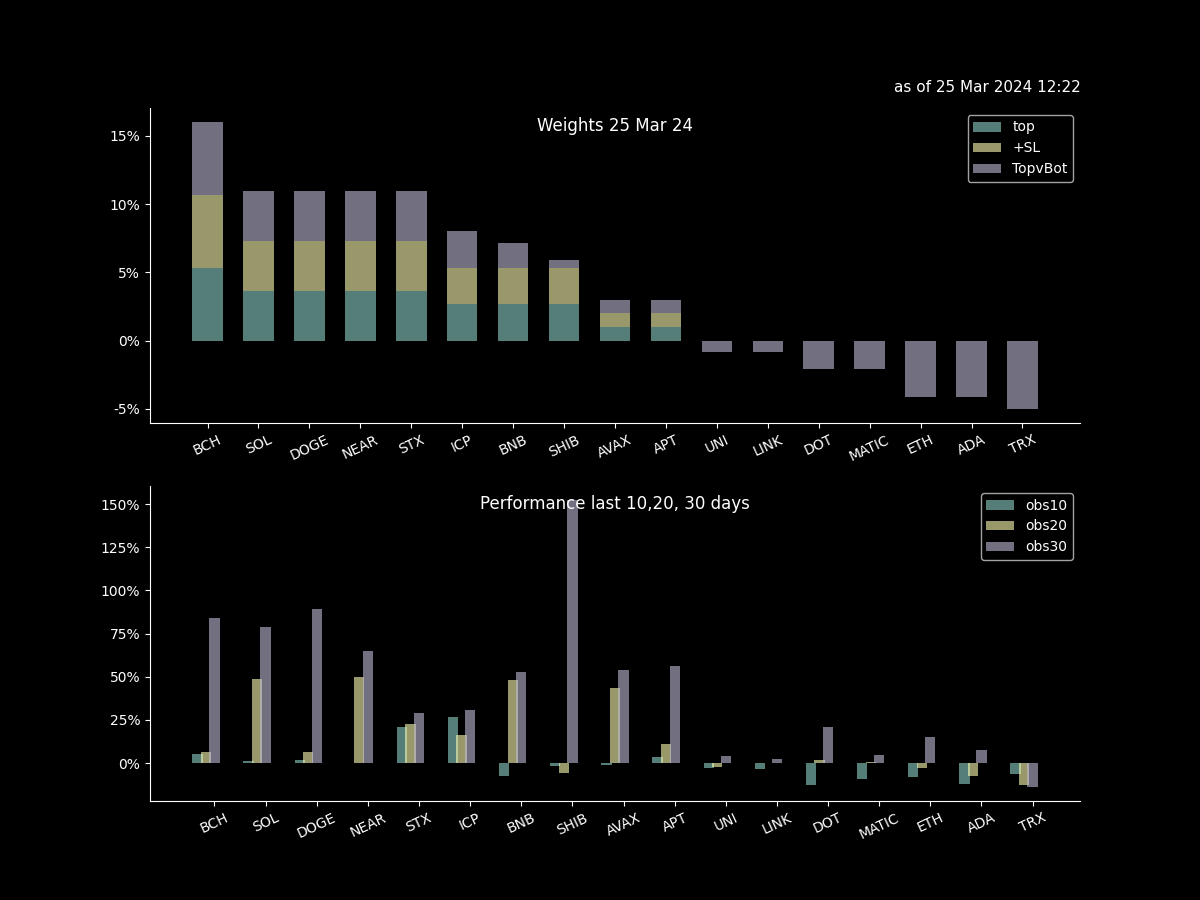 as of 25 Mar 2024 12:22
Weights 25 Mar 24
top
+SL
TopvBot
15%
10%
5%
0%
-5%
BCH SOL DOGE NEAR STX ICP BNB SHIB AVAX APT UNI LINK DOT MATIC ETH ADA TRX
Performance last 10,20, 30 days
obs10
obs20
obs30
150%
125%
100%
75%
50%
25%
0%
BCH SOL DOGE NEAR STX ICP BNB SHIB AVAX APT UNI LINK DOT MATIC ETH ADA TRX